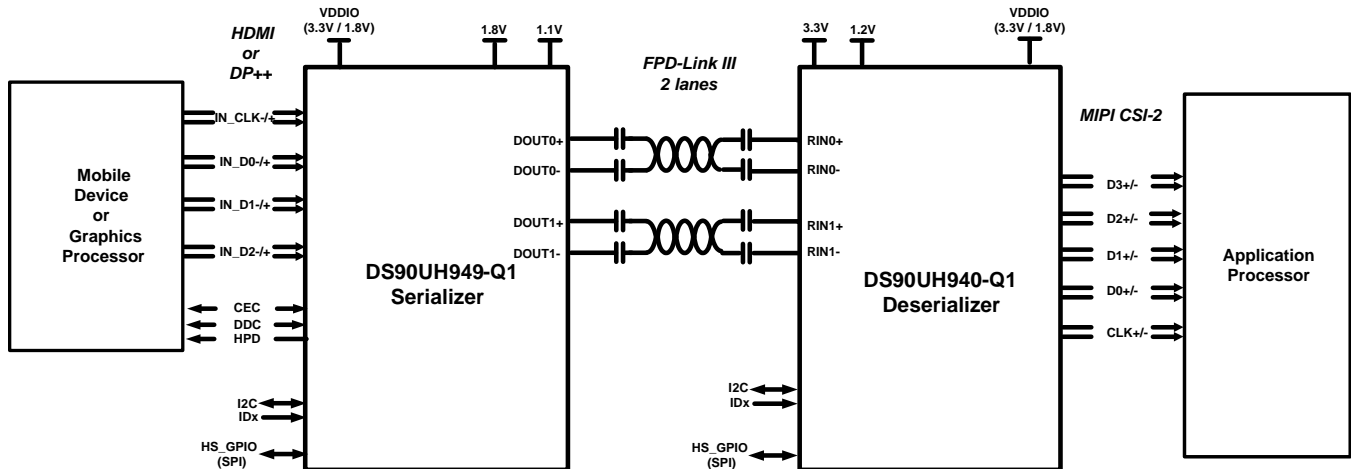 HDMI
or
DP++
VDDIO
(3.3V / 1.8V)
1.8V
1.1V
FPD-Link III
2 lanes
3.3V
1.2V
VDDIO
(3.3V / 1.8V)
MIPI CSI-2
Mobile
Device
or
Graphics
Processor
IN_CLK-/+
IN_D0-/+
IN_D1-/+
IN_D2-/+
CEC
DDC
HPD
I2C
IDx
HS_GPIO
(SPI)
DS90UH949-Q1
Serializer
DOUT0+
DOUT0-
DOUT1+
DOUT1-
RIN0+
RIN0-
RIN1+
RIN1-
DS90UH940-Q1
Deserializer
I2C
IDx
HS_GPIO
(SPI)
D3+/-
D2+/-
D1+/-
D0+/-
CLK+/-
Application
Processor